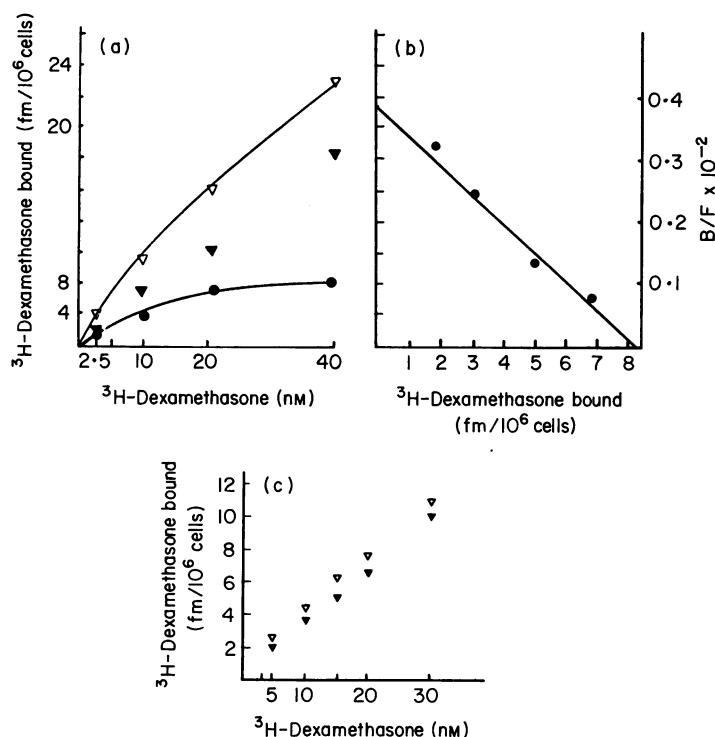 (a)
³H-Dexamethasone bound (fm/10⁶ cells)
24
20
8
4
2·5
10
20
40
³H-Dexamethasone (nM)
(b)
0·4
0·3
0·2
0·1
B/F x 10⁻²
1 2 3 4 5 6 7 8
³H-Dexamethasone bound
(fm/10⁶ cells)
(c)
³H-Dexamethasone bound
(fm/10⁶ cells)
12
10
8
6
4
2
5 10 15 20 30
³H-Dexamethasone (nM)